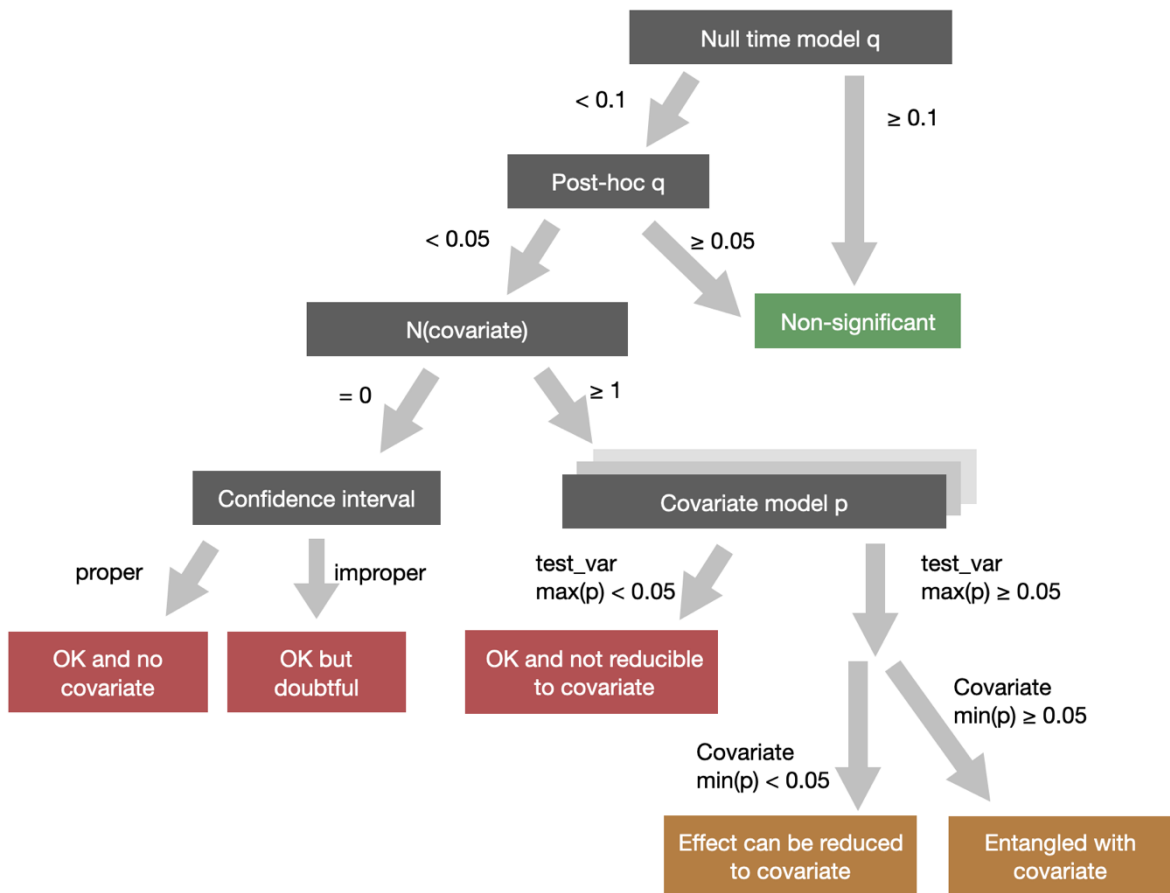 Null time model q
< 0.1
≥ 0.1
Post-hoc q
< 0.05
≥ 0.05
Non-significant
N(covariate)
= 0
≥ 1
Confidence interval
Covariate model p
proper
improper
test_var
max(p) < 0.05
test_var
max(p) ≥ 0.05
OK and no
covariate
OK but
doubtful
OK and not reducible
to covariate
Covariate
min(p) ≥ 0.05
Covariate
min(p) < 0.05
Effect can be reduced
to covariate
Entangled with
covariate